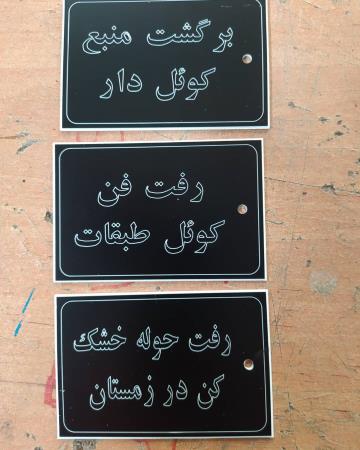 برگشت منبع
کوئل دار
رفت فن
کوئل طبقات
رفت حوله خشک
کن در زمستان